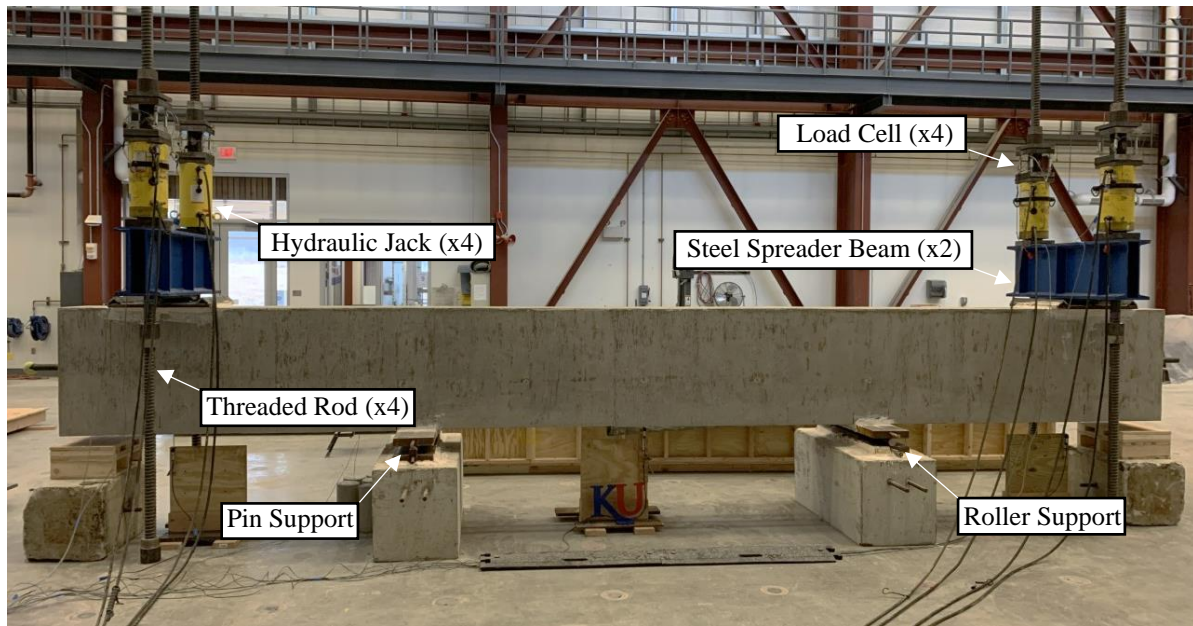 Load Cell (x4)
Hydraulic Jack (x4)
Steel Spreader Beam (x2)
Threaded Rod (x4)
KU
Pin Support
Roller Support